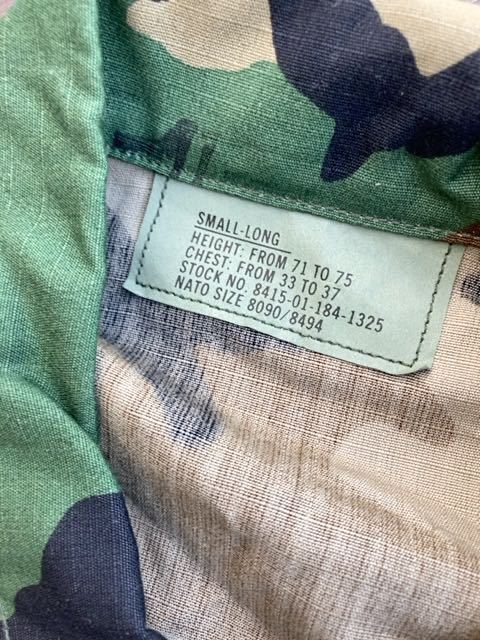 SMALL-LONG
HEIGHT: FROM 71 TO 75
CHEST: FROM 33 TO 37
STOCK NO. 8415-01-184-1325
NATO SIZE 8090/8494